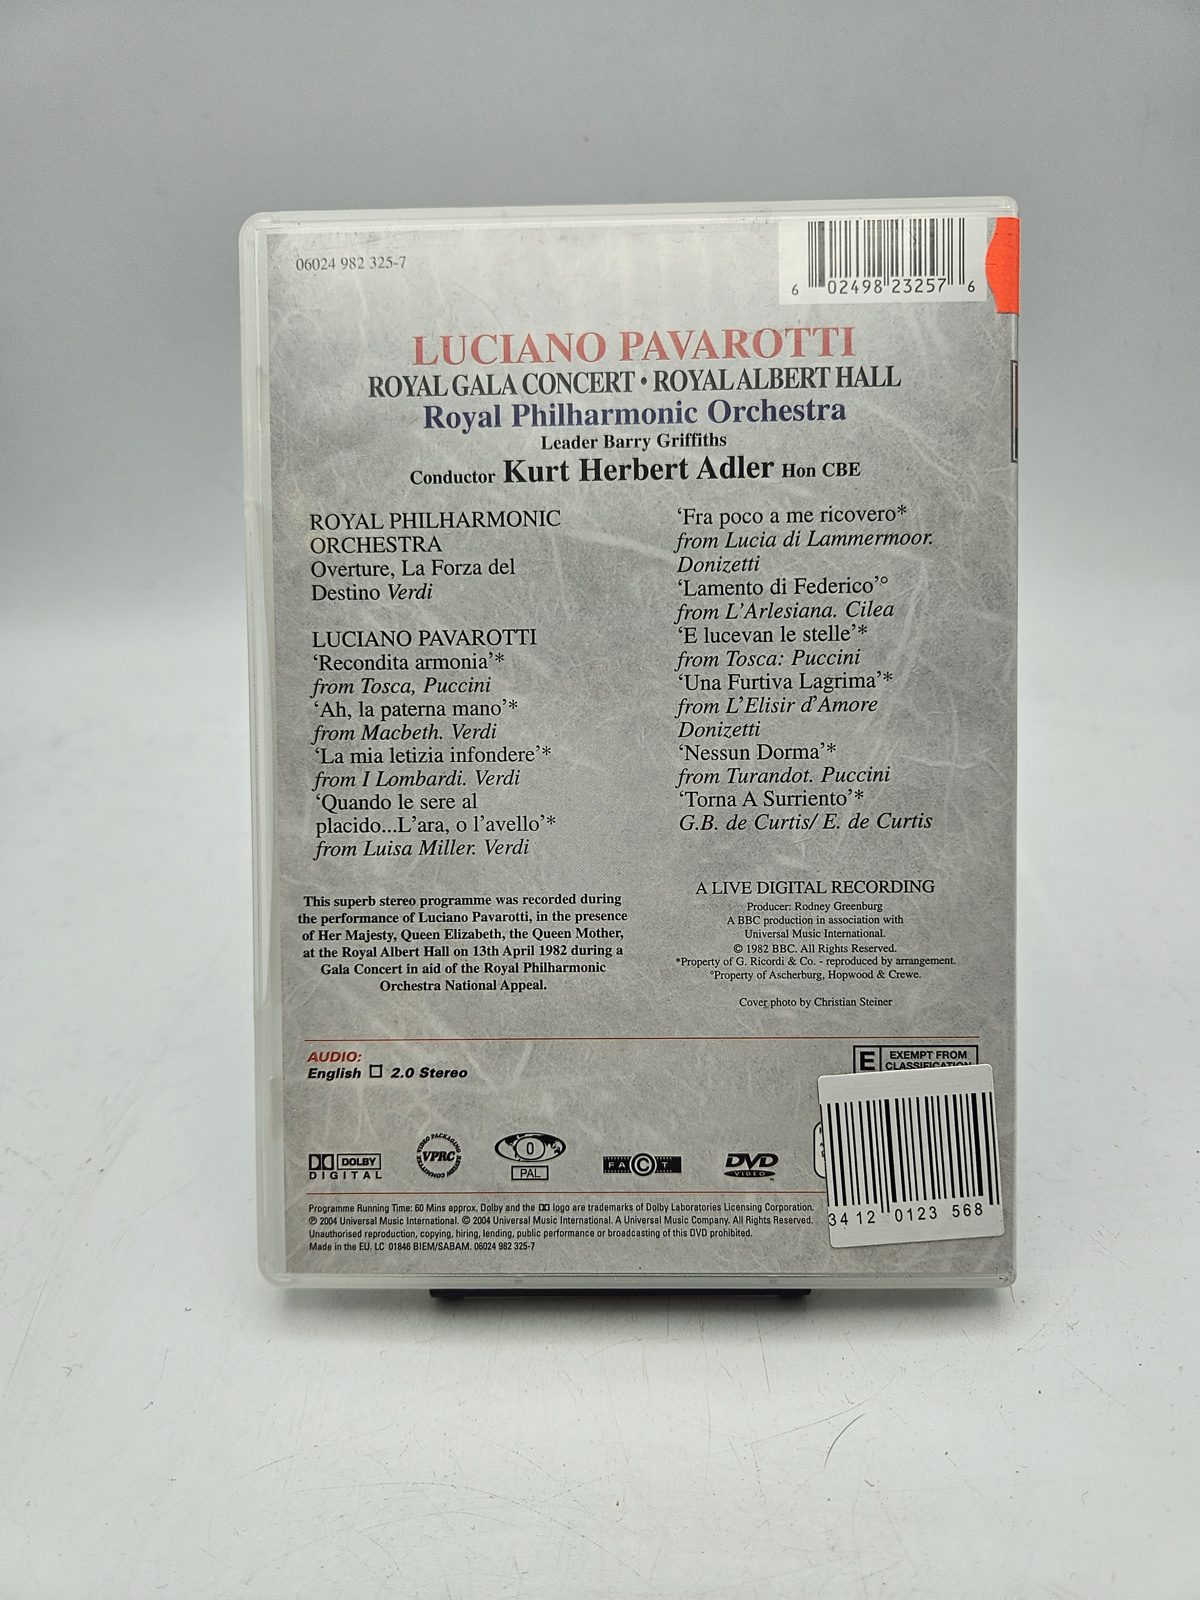 06024 982 325-7
6 02498 23257 6
LUCIANO PAVAROTTI
ROYAL GALA CONCERT • ROYAL ALBERT HALL
Royal Philharmonic Orchestra
Leader Barry Griffiths
Conductor Kurt Herbert Adler Hon CBE
ROYAL PHILHARMONIC
ORCHESTRA
Overture, La Forza del
Destino Verdi
LUCIANO PAVAROTTI
‘Recondita armonia’*
from Tosca, Puccini
‘Ah, la paterna mano’*
from Macbeth. Verdi
‘La mia letizia infondere’*
from I Lombardi. Verdi
‘Quando le sere al
placido...L’ara, o l’avello’*
from Luisa Miller. Verdi
‘Fra poco a me ricovero*
from Lucia di Lammermoor.
Donizetti
‘Lamento di Federico’°
from L’Arlesiana. Cilea
‘E lucevan le stelle’*
from Tosca: Puccini
‘Una Furtiva Lagrima’*
from L’Elisir d’Amore
Donizetti
‘Nessun Dorma’*
from Turandot. Puccini
‘Torna A Surriento’*
G.B. de Curtis/ E. de Curtis
This superb stereo programme was recorded during
the performance of Luciano Pavarotti, in the presence
of Her Majesty, Queen Elizabeth, the Queen Mother,
at the Royal Albert Hall on 13th April 1982 during a
Gala Concert in aid of the Royal Philharmonic
Orchestra National Appeal.
A LIVE DIGITAL RECORDING
Producer: Rodney Greenburg
A BBC production in association with
Universal Music International.
© 1982 BBC. All Rights Reserved.
*Property of G. Ricordi & Co. - reproduced by arrangement.
°Property of Ascherburg, Hopwood & Crewe.
Cover photo by Christian Steiner
AUDIO:
English 2.0 Stereo
E EXEMPT FROM
CLASSIFICATION
DOLBY
DIGITAL
VIDEO PACKAGING REVIEW COMMITTEE
VPRC
0
PAL
FACT
DVD
VIDEO
3412 0123 568
Programme Running Time: 60 Mins approx. Dolby and the DD logo are trademarks of Dolby Laboratories Licensing Corporation.
℗ 2004 Universal Music International. © 2004 Universal Music International. A Universal Music Company. All Rights Reserved.
Unauthorised reproduction, copying, hiring, lending, public performance or broadcasting of this DVD prohibited.
Made in the EU. LC 01846 BIEM/SABAM. 06024 982 325-7